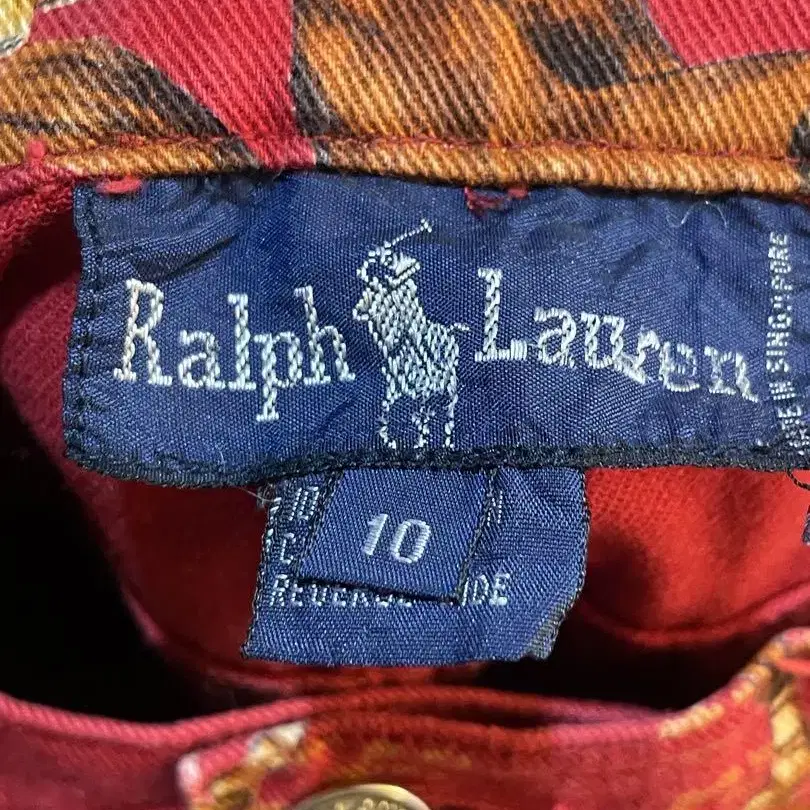 Ralph Lauren
MADE IN SINGAPORE
10
REVERSE SIDE